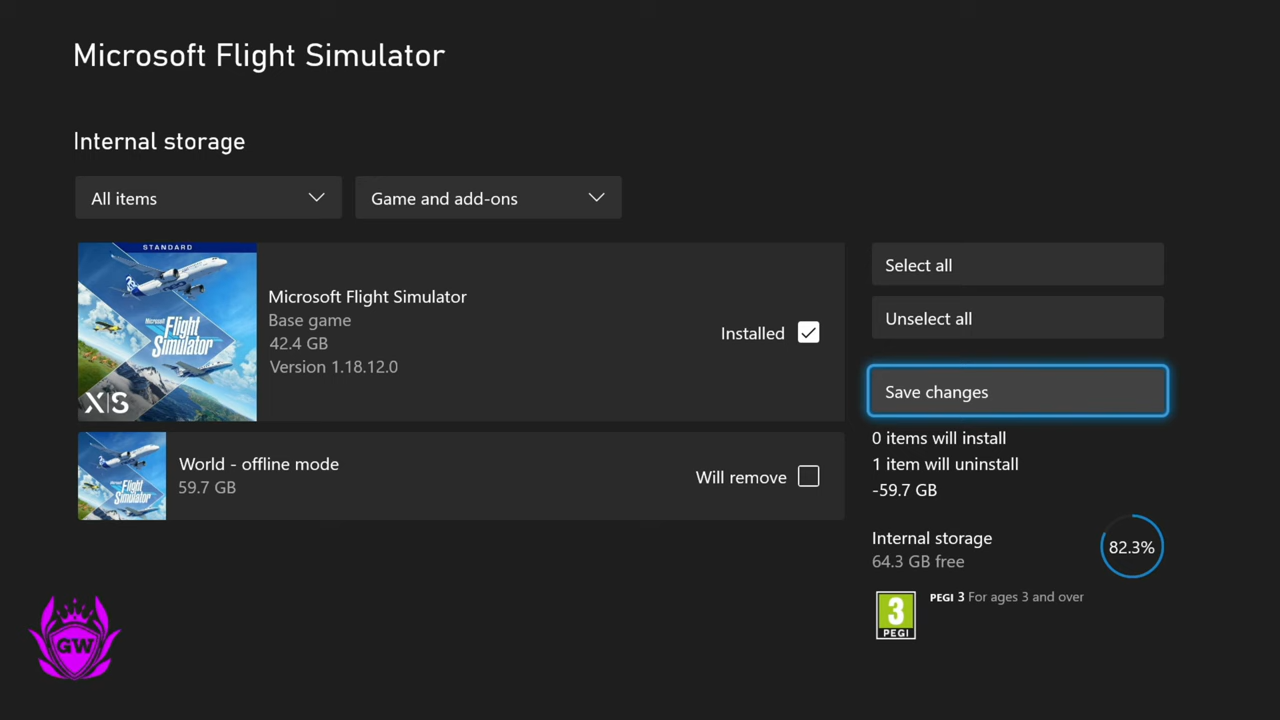 Microsoft Flight Simulator
Internal storage
All items
Game and add-ons
STANDARD
Microsoft
Flight
Simulator
X|S
Microsoft Flight Simulator
Base game
42.4 GB
Version 1.18.12.0
Installed
Flight
Simulator
World - offline mode
59.7 GB
Will remove
Select all
Unselect all
Save changes
0 items will install
1 item will uninstall
-59.7 GB
Internal storage
64.3 GB free
82.3%
3
PEGI
PEGI 3 For ages 3 and over
GW